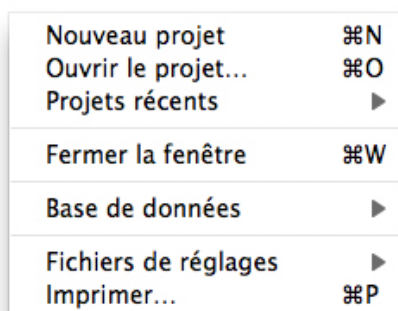 Nouveau projet ⌘N
Ouvrir le projet... ⌘O
Projets récents
Fermer la fenêtre ⌘W
Base de données
Fichiers de réglages
Imprimer... ⌘P